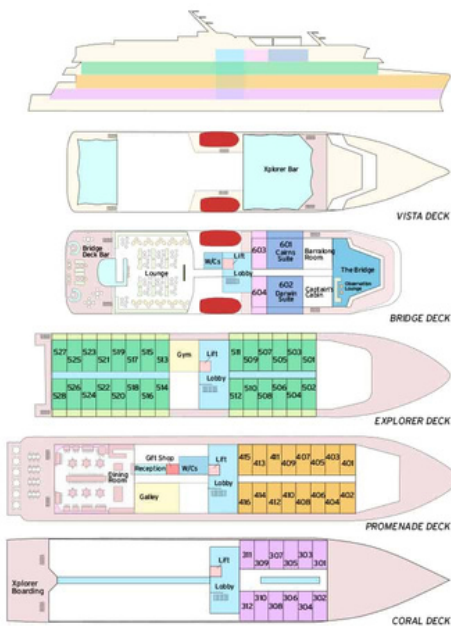 Xplorer Bar
VISTA DECK
Bridge
Deck Bar
Lounge
W/Cs
Lift
Lobby
603
604
601
Cairns
Suite
602
Darwin
Suite
Barralong
Room
Captain's
Cabin
The Bridge
Observation
Lounge
BRIDGE DECK
527 525 523 521 519 517 515 513
528 526 524 522 520 518 516 514
Gym
Lift
Lobby
511 509 507 505 503 501
512 510 508 506 504 502
EXPLORER DECK
Dining
Room
Gift Shop
Reception
W/Cs
Galley
Lift
Lobby
415 413 411 409 407 405 403 401
416 414 412 410 408 406 404 402
PROMENADE DECK
Xplorer
Boarding
Lift
Lobby
311 309 307 305 303 301
312 310 308 306 304 302
CORAL DECK